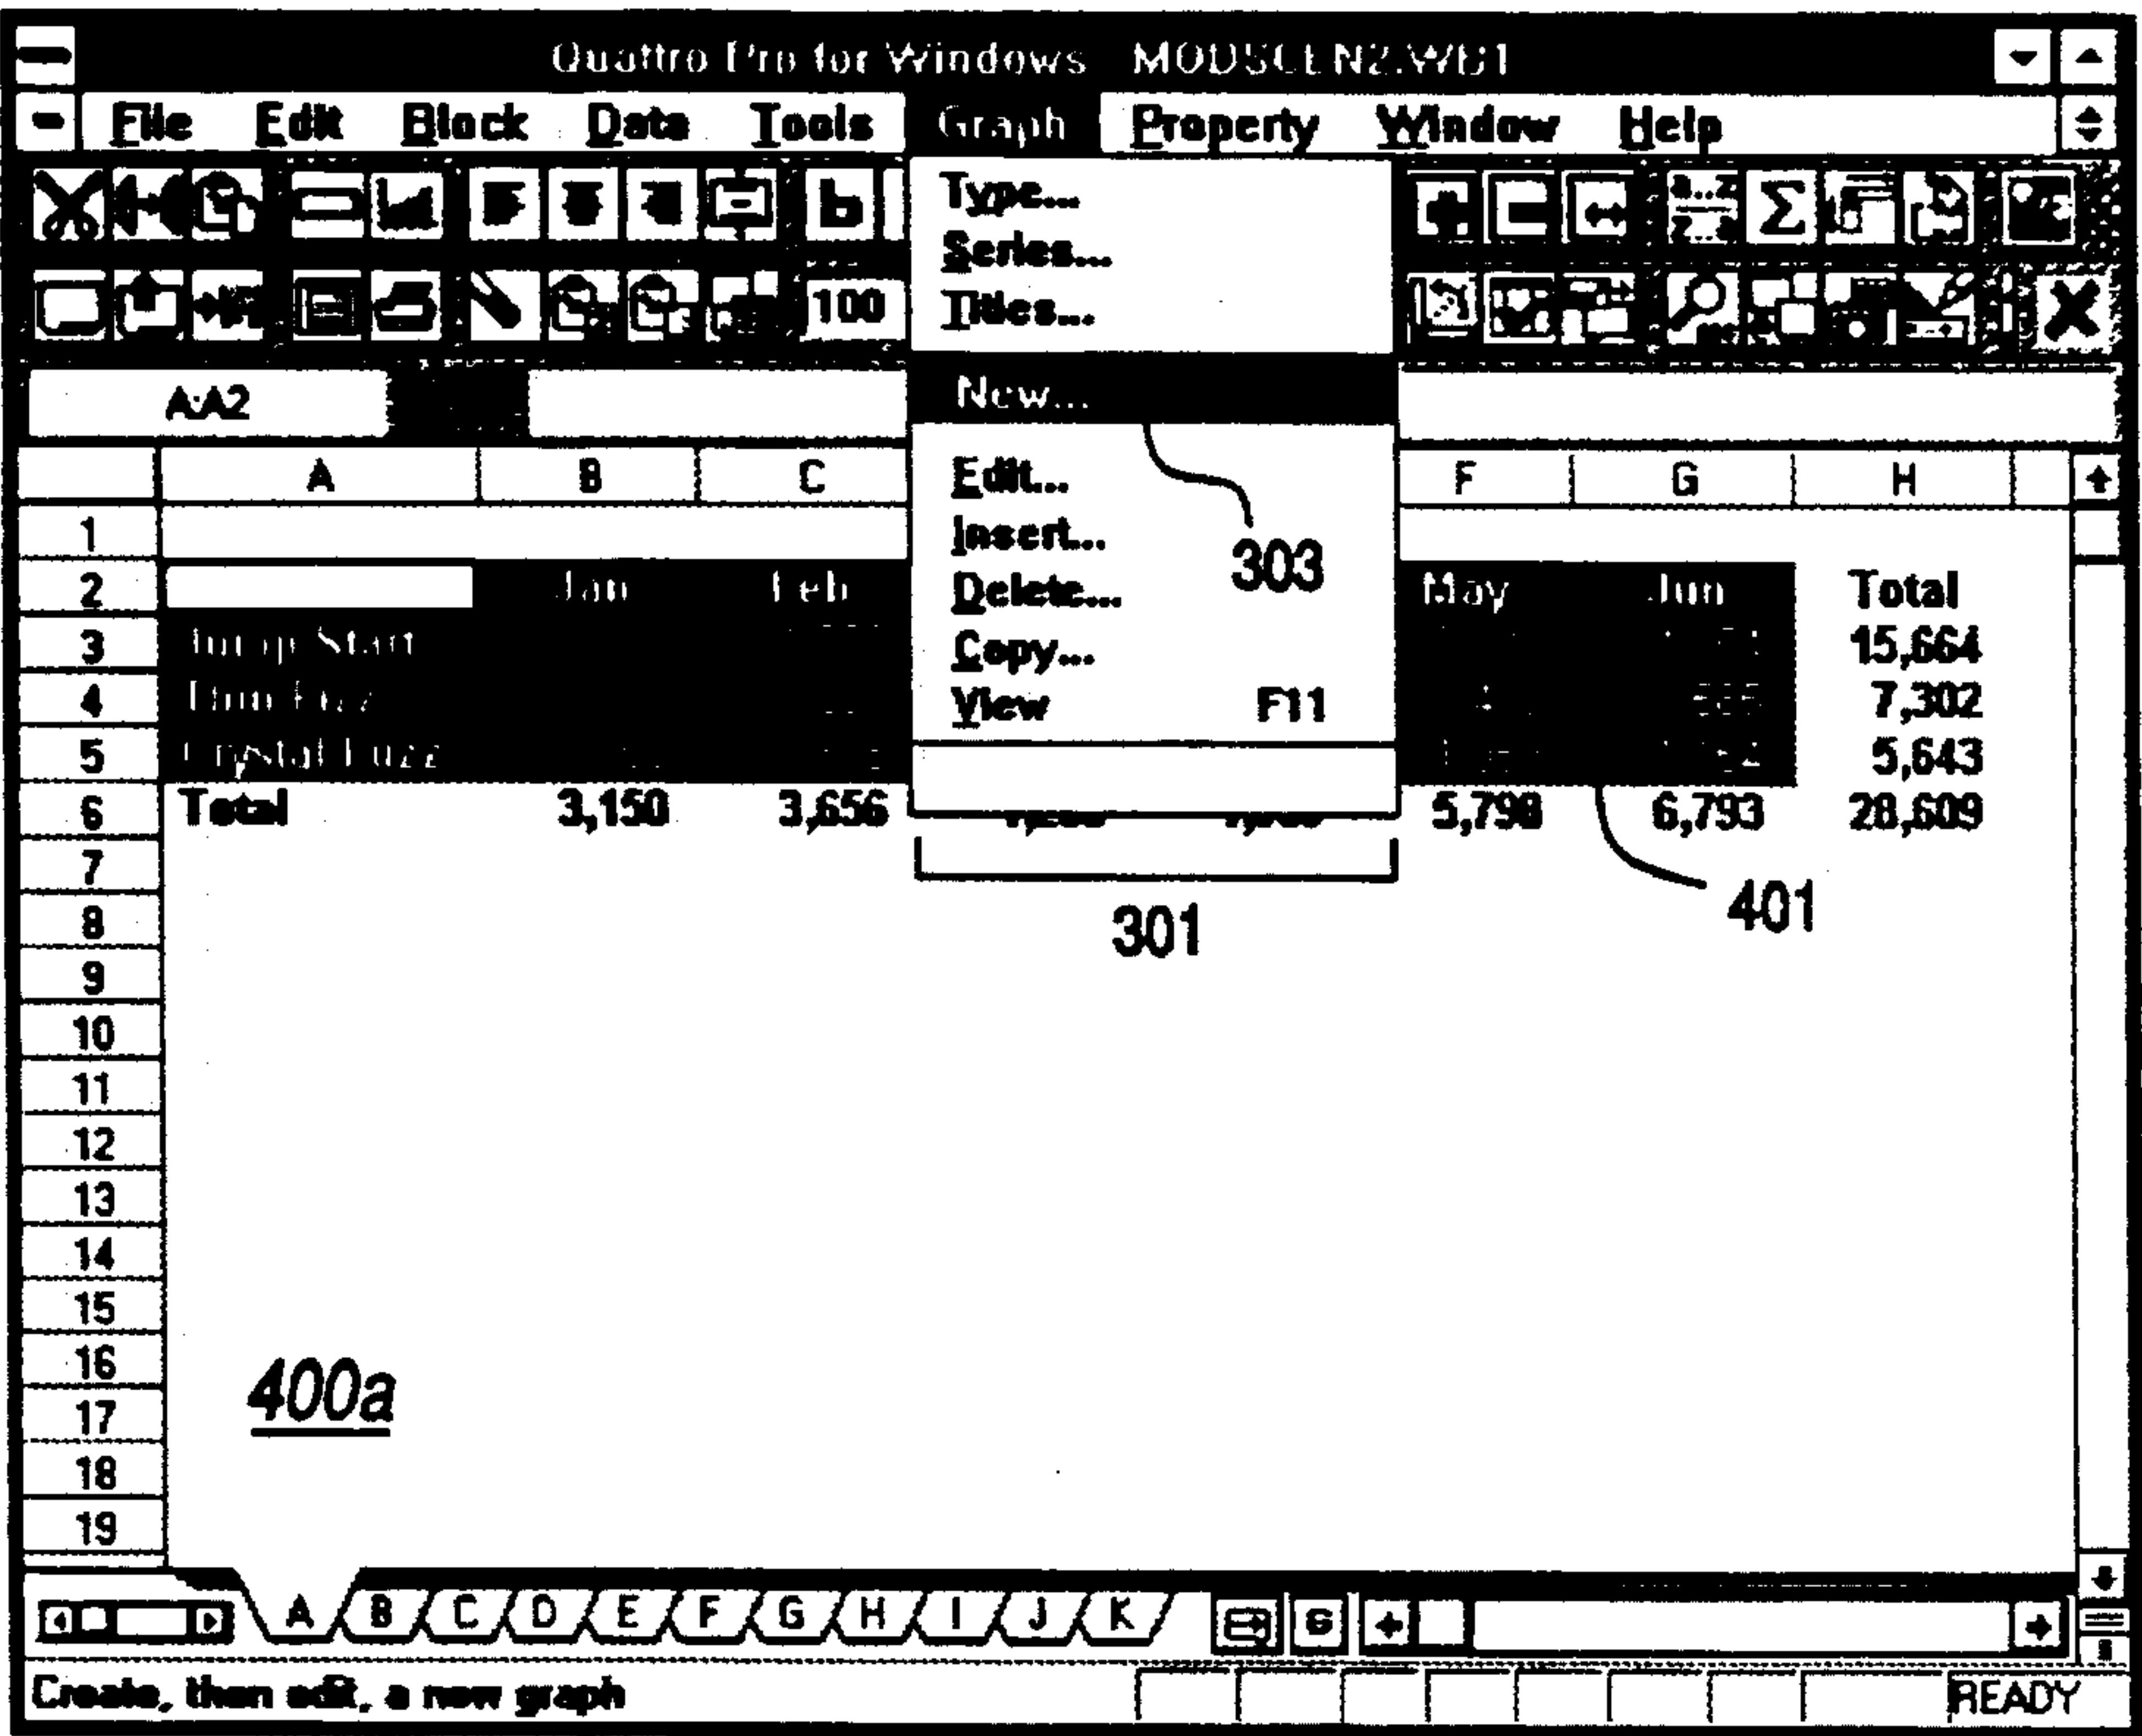 Quattro Pro for Windows MODSCEN2.WB1
File Edit Block Data Tools Graph Property Window Help
Type...
Series...
Titles...
100
A:A2
New...
A B C F G H
Edit...
Insert...
Delete...
Copy...
View F11
303
1
2 Jan Feb May Jun Total
3 Start 15,664
4 7,302
5 Crystal Fuzz 5,643
6 Total 3,150 3,656 5,798 6,793 28,609
7
8
9
10
11
12
13
14
15
16
17
18
19
301
401
400a
A B C D E F G H I J K
Create, then edit, a new graph READY